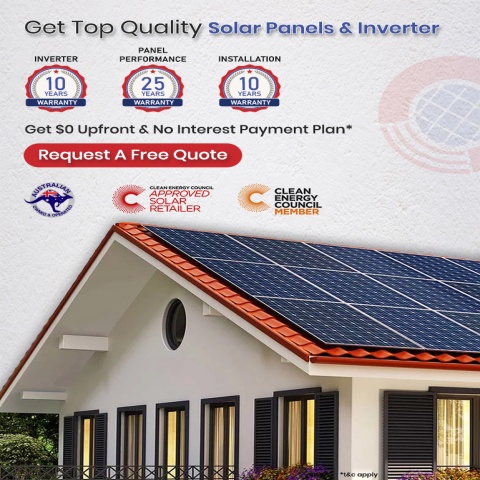 Get Top Quality Solar Panels & Inverter
INVERTER
10
YEARS
WARRANTY
PANEL
PERFORMANCE
25
YEARS
WARRANTY
INSTALLATION
10
YEARS
WARRANTY
Get $0 Upfront & No Interest Payment Plan*
Request A Free Quote
AUSTRALIAN
OWNED & OPERATED
CLEAN ENERGY COUNCIL
APPROVED
SOLAR
RETAILER
CLEAN
ENERGY
COUNCIL
MEMBER
*t&c apply